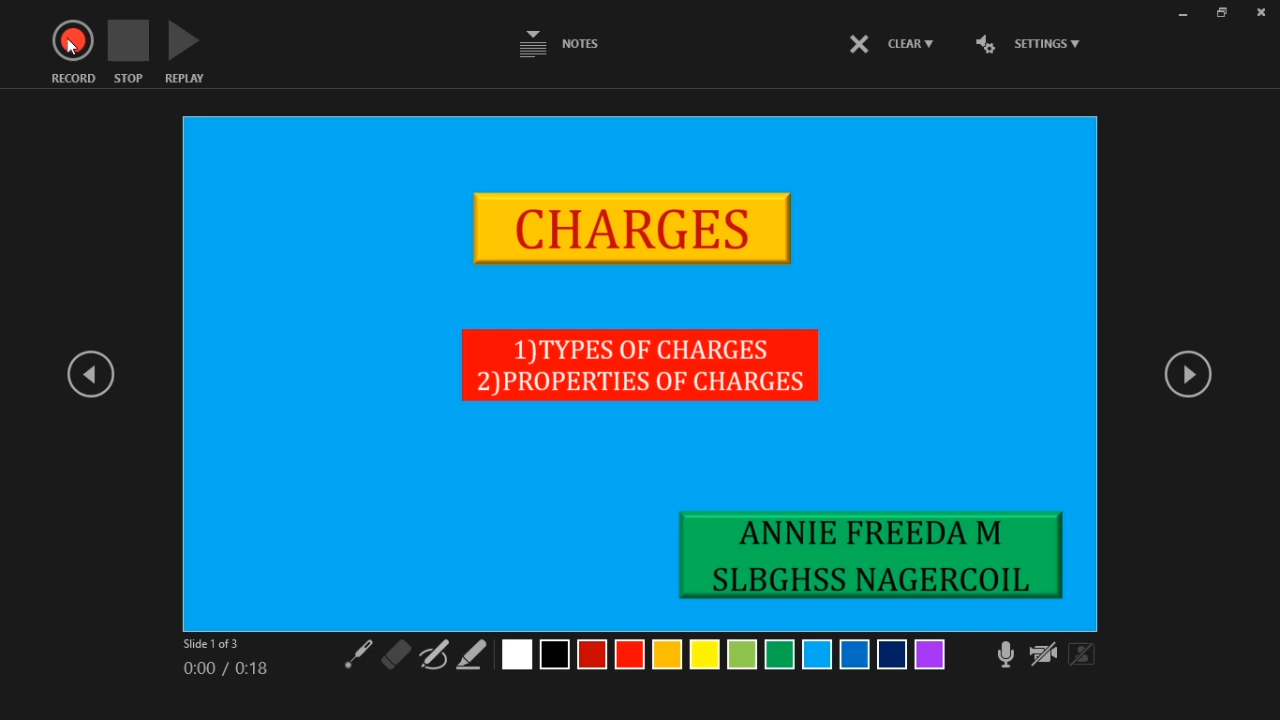 RECORD
STOP
REPLAY
NOTES
CLEAR
SETTINGS
CHARGES
1)TYPES OF CHARGES
2)PROPERTIES OF CHARGES
ANNIE FREEDA M
SLBGHSS NAGERCOIL
Slide 1 of 3
0:00 / 0:18